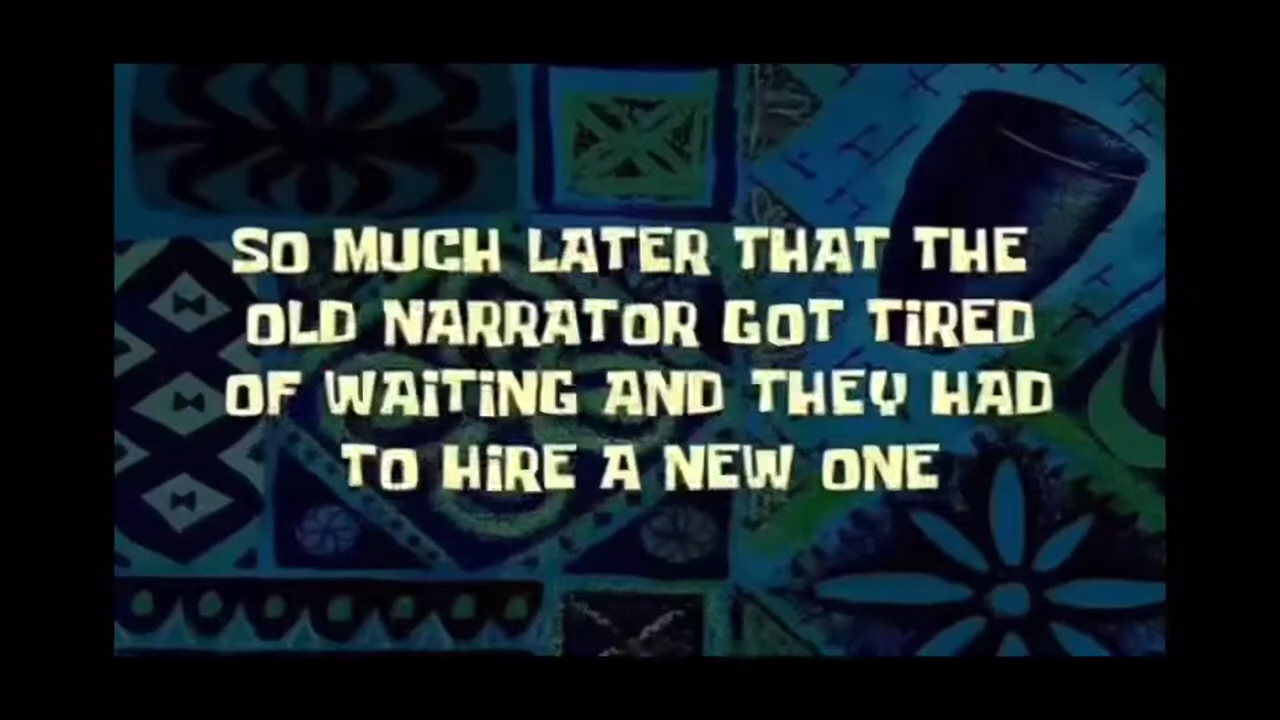 SO MUCH LATER THAT THE
OLD NARRATOR GOT TiRED
OF WAiTiNG AND THEY HAD
TO HiRE A NEW ONE